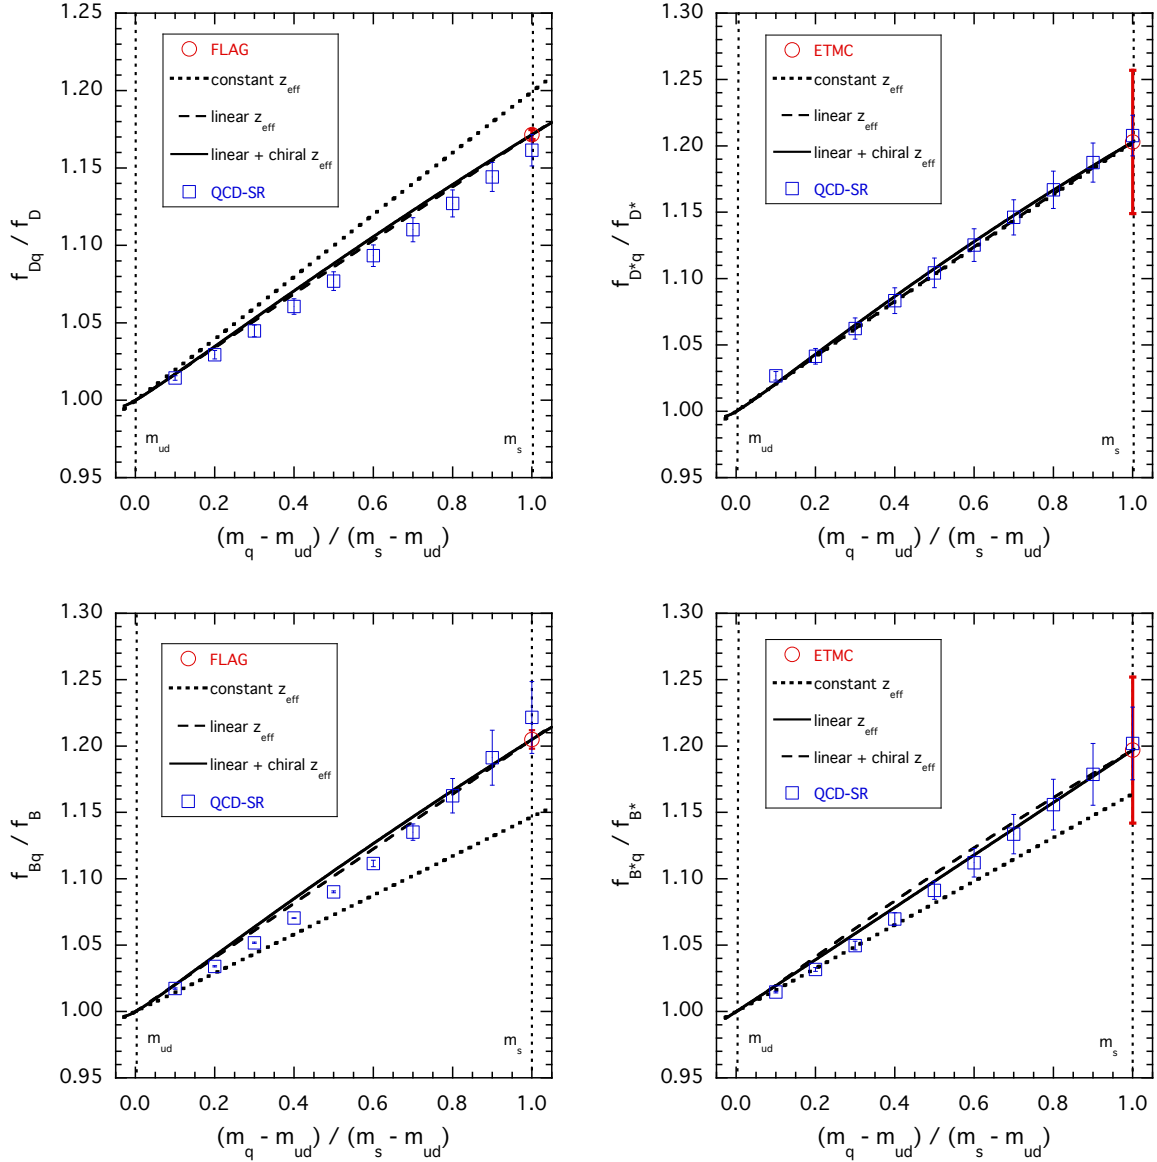 1.25
1.20
1.15
1.10
1.05
1.00
0.95
f_Dq / f_D
FLAG
constant z_eff
linear z_eff
linear + chiral z_eff
QCD-SR
m_ud
m_s
0.0 0.2 0.4 0.6 0.8 1.0
(m_q - m_ud) / (m_s - m_ud)
1.30
1.25
1.20
1.15
1.10
1.05
1.00
0.95
f_D*q / f_D*
ETMC
constant z_eff
linear z_eff
linear + chiral z_eff
QCD-SR
m_ud
m_s
0.0 0.2 0.4 0.6 0.8 1.0
(m_q - m_ud) / (m_s - m_ud)
1.30
1.25
1.20
1.15
1.10
1.05
1.00
0.95
f_Bq / f_B
FLAG
constant z_eff
linear z_eff
linear + chiral z_eff
QCD-SR
m_ud
m_s
0.0 0.2 0.4 0.6 0.8 1.0
(m_q - m_ud) / (m_s - m_ud)
1.30
1.25
1.20
1.15
1.10
1.05
1.00
0.95
f_B*q / f_B*
ETMC
constant z_eff
linear z_eff
linear + chiral z_eff
QCD-SR
m_ud
m_s
0.0 0.2 0.4 0.6 0.8 1.0
(m_q - m_ud) / (m_s - m_ud)